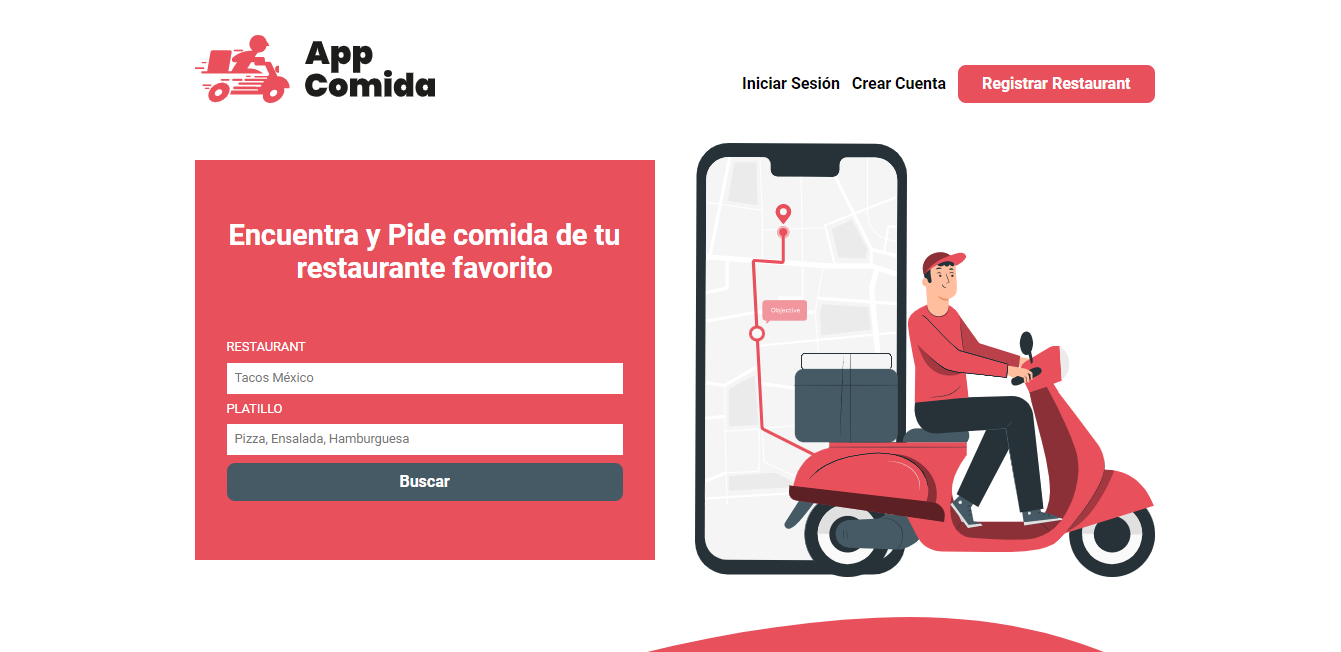 App
Comida
Iniciar Sesión
Crear Cuenta
Registrar Restaurant
Encuentra y Pide comida de tu
restaurante favorito
RESTAURANT
Tacos México
PLATILLO
Pizza, Ensalada, Hamburguesa
Buscar
Objective